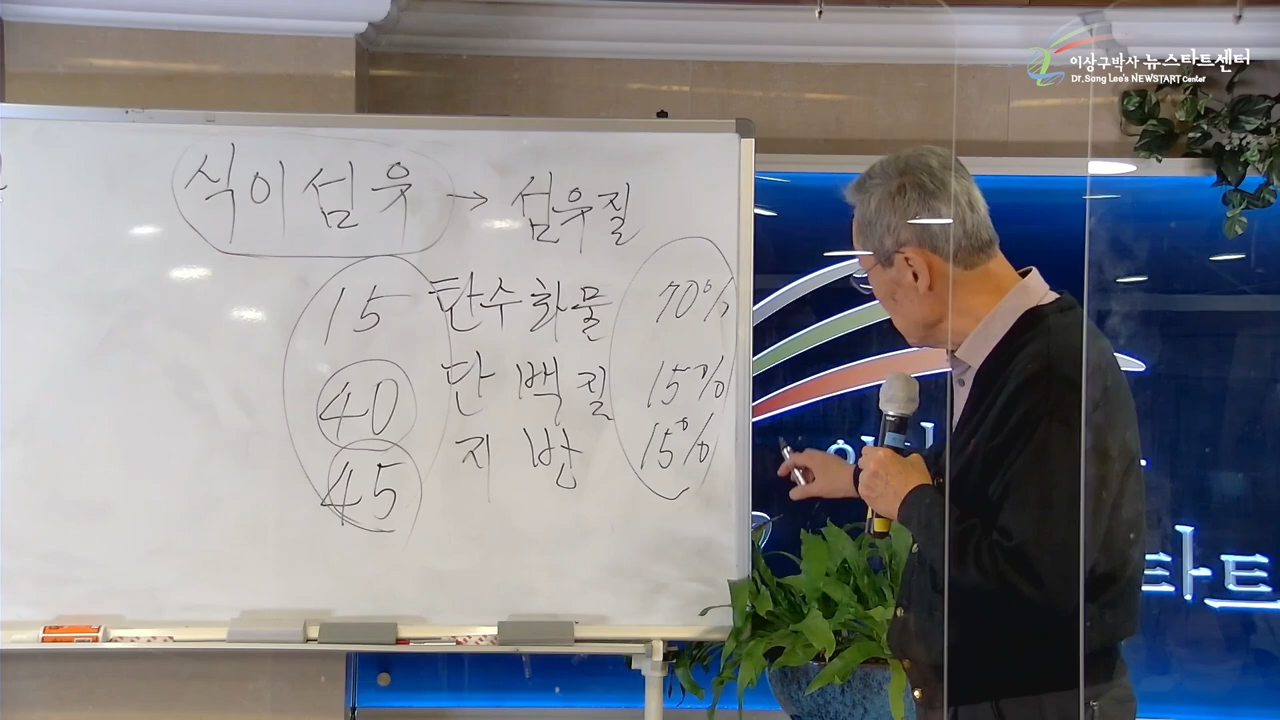 이상구박사 뉴스타트센터
Dr. Sang Lee's NEWSTART Center
식이섬유 → 섬유질
15 탄수화물 70%
40 단백질 15%
45 지방 15%
타트